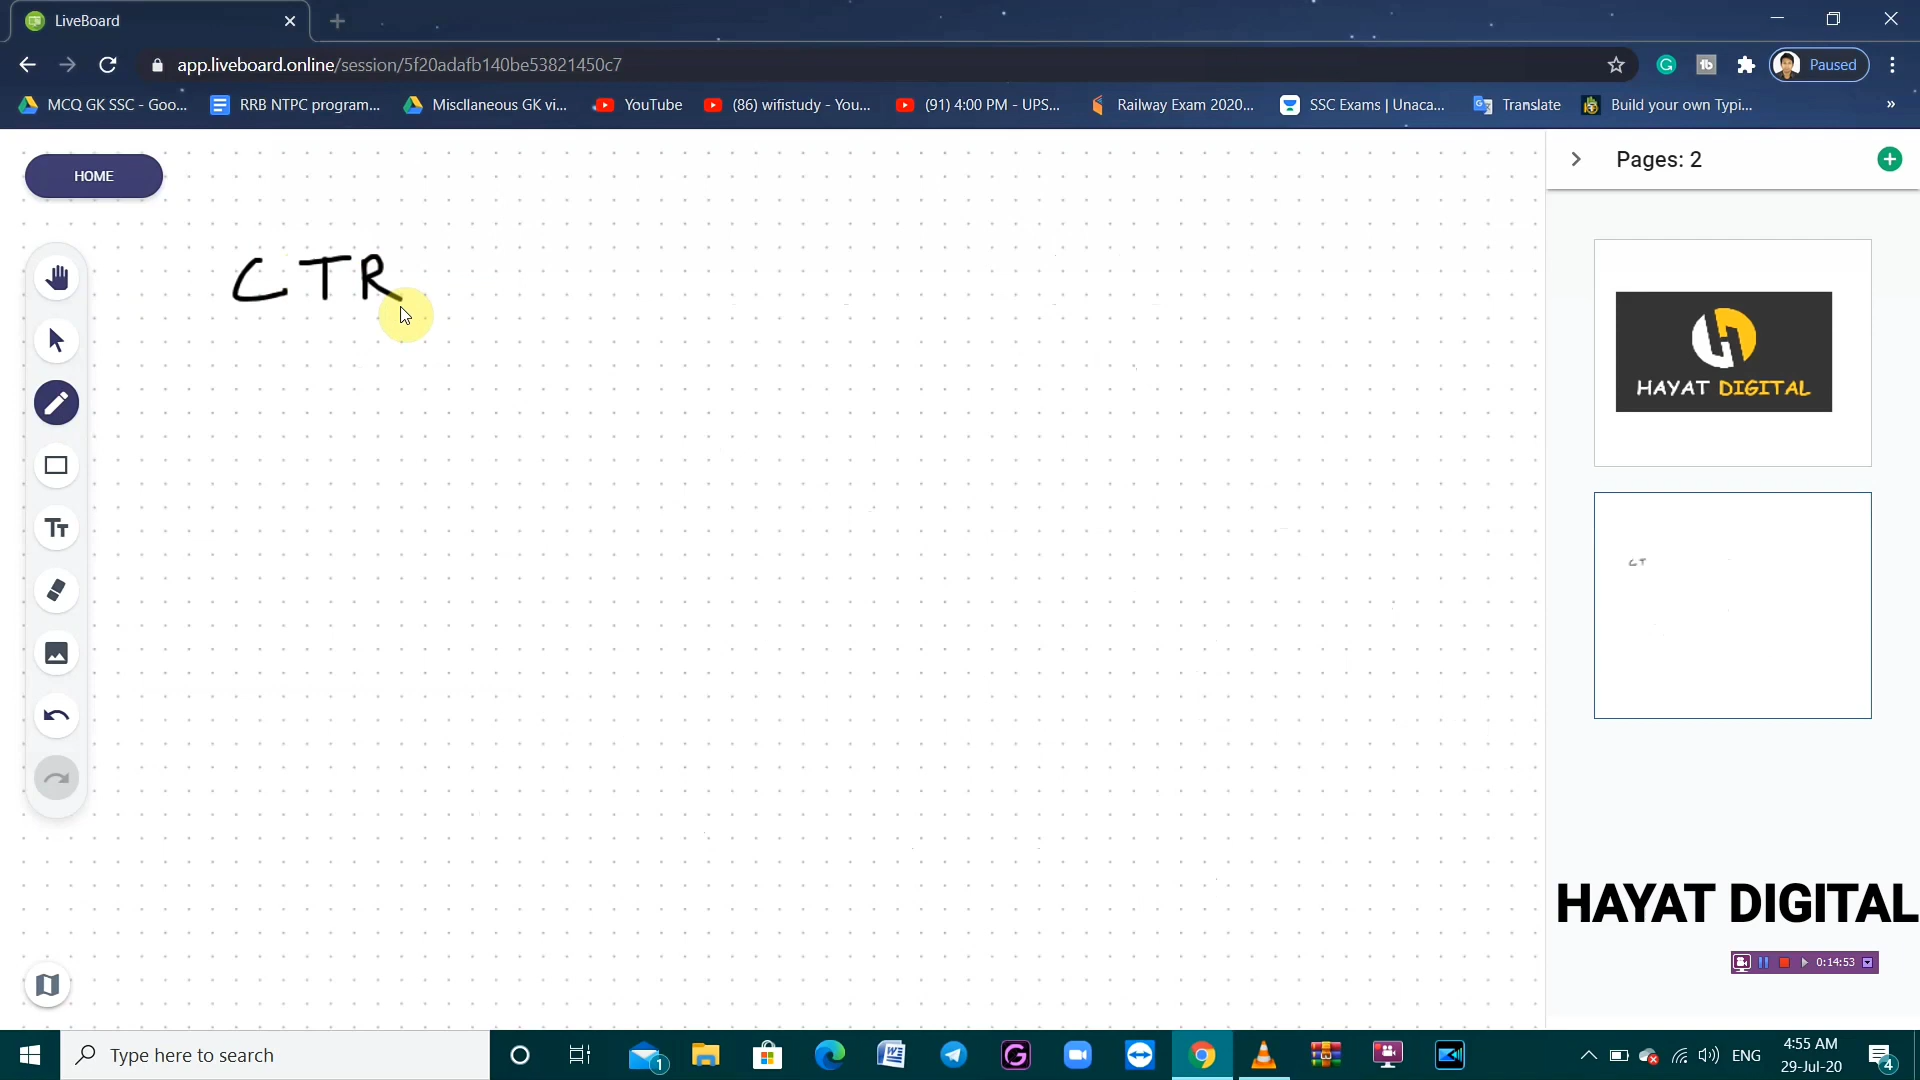 LiveBoard
app.liveboard.online/session/5f20adafb140be53821450c7
Paused
MCQ GK SSC - Goo... RRB NTPC program... Miscllaneous GK vi... YouTube (86) wifistudy - You... (91) 4:00 PM - UPS... Railway Exam 2020... SSC Exams | Unaca... Translate Build your own Typi... »
HOME
Pages: 2
CTR
HAYAT DIGITAL
CT
HAYAT DIGITAL
0:14:53
Type here to search
1
ENG
4:55 AM
29-Jul-20
4